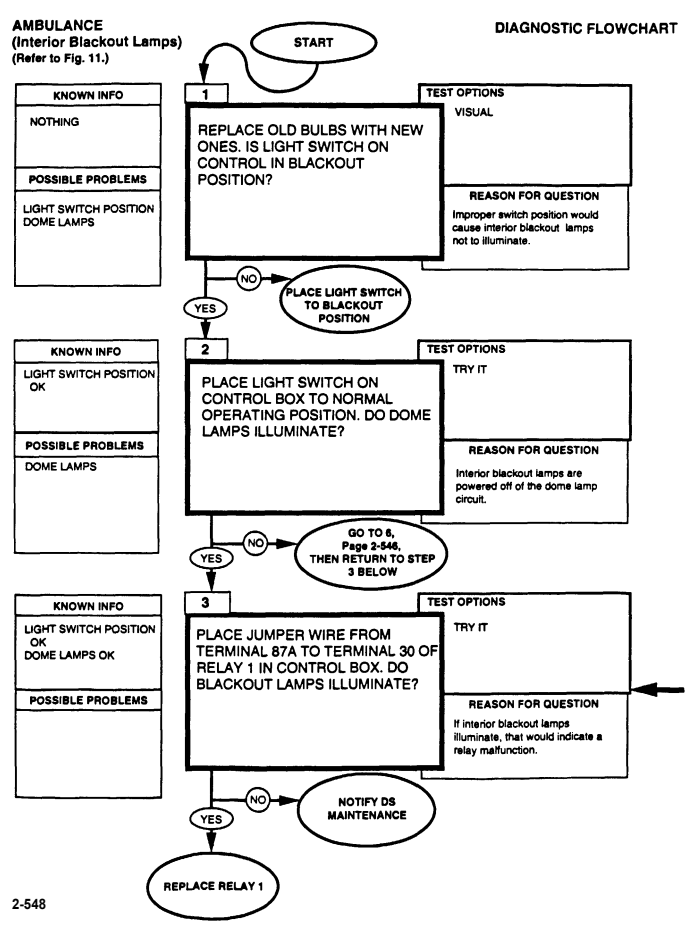 AMBULANCE
(Interior Blackout Lamps)
(Refer to Fig. 11.)
DIAGNOSTIC FLOWCHART
START
KNOWN INFO
NOTHING
POSSIBLE PROBLEMS
LIGHT SWITCH POSITION
DOME LAMPS
1
REPLACE OLD BULBS WITH NEW
ONES. IS LIGHT SWITCH ON
CONTROL IN BLACKOUT
POSITION?
TEST OPTIONS
VISUAL
REASON FOR QUESTION
Improper switch position would
cause interior blackout lamps
not to illuminate.
NO
PLACE LIGHT SWITCH
TO BLACKOUT
POSITION
YES
KNOWN INFO
LIGHT SWITCH POSITION
OK
POSSIBLE PROBLEMS
DOME LAMPS
2
PLACE LIGHT SWITCH ON
CONTROL BOX TO NORMAL
OPERATING POSITION. DO DOME
LAMPS ILLUMINATE?
TEST OPTIONS
TRY IT
REASON FOR QUESTION
Interior blackout lamps are
powered off of the dome lamp
circuit.
NO
GO TO 6,
Page 2-546,
THEN RETURN TO STEP
3 BELOW
YES
KNOWN INFO
LIGHT SWITCH POSITION
OK
DOME LAMPS OK
POSSIBLE PROBLEMS
3
PLACE JUMPER WIRE FROM
TERMINAL 87A TO TERMINAL 30 OF
RELAY 1 IN CONTROL BOX. DO
BLACKOUT LAMPS ILLUMINATE?
TEST OPTIONS
TRY IT
REASON FOR QUESTION
If interior blackout lamps
illuminate, that would indicate a
relay malfunction.
NO
NOTIFY DS
MAINTENANCE
YES
REPLACE RELAY 1
2-548